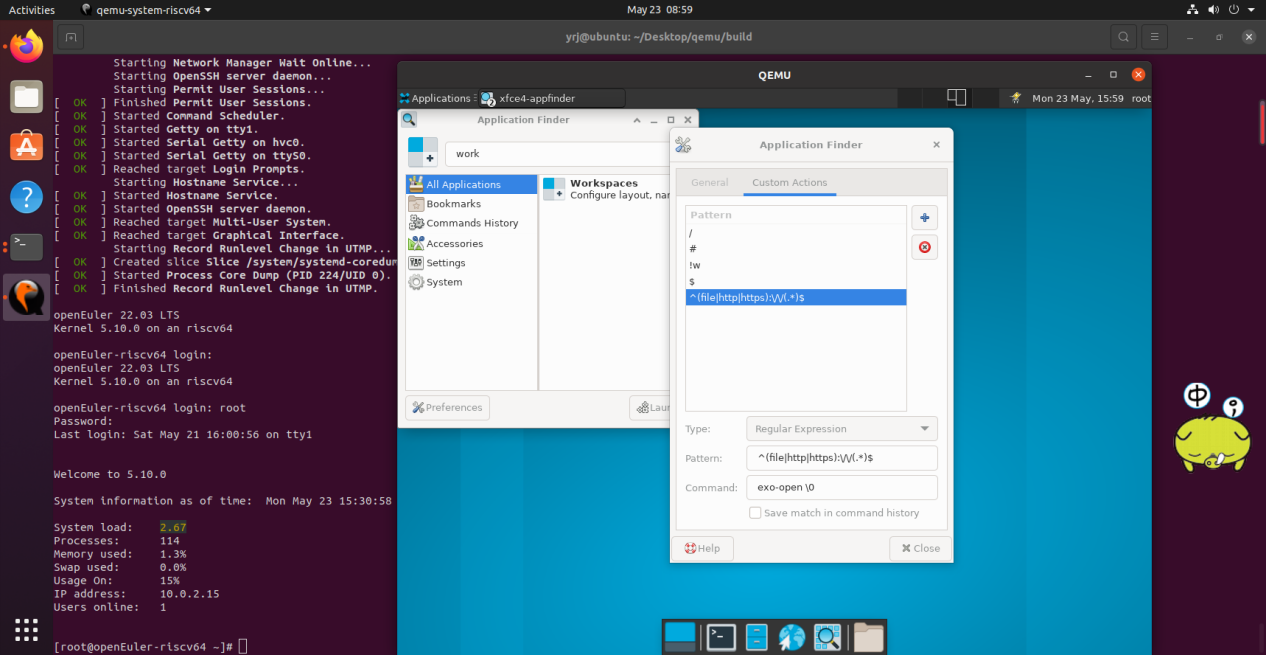 Activities
qemu-system-riscv64
May 23 08:59
yrj@ubuntu: ~/Desktop/qemu/build
Starting Network Manager Wait Online...
Starting OpenSSH server daemon...
Starting Permit User Sessions...
[ OK ] Finished Permit User Sessions.
[ OK ] Started Command Scheduler.
[ OK ] Started Getty on tty1.
[ OK ] Started Serial Getty on hvc0.
[ OK ] Started Serial Getty on ttyS0.
[ OK ] Reached target Login Prompts.
Starting Hostname Service...
[ OK ] Started Hostname Service.
[ OK ] Started OpenSSH server daemon.
[ OK ] Reached target Multi-User System.
[ OK ] Reached target Graphical Interface.
Starting Record Runlevel Change in UTMP...
[ OK ] Created slice Slice /system/systemd-coredum
[ OK ] Started Process Core Dump (PID 224/UID 0).
[ OK ] Finished Record Runlevel Change in UTMP.
openEuler 22.03 LTS
Kernel 5.10.0 on an riscv64
openEuler-riscv64 login:
openEuler 22.03 LTS
Kernel 5.10.0 on an riscv64
openEuler-riscv64 login: root
Password:
Last login: Sat May 21 16:00:56 on tty1
Welcome to 5.10.0
System information as of time: Mon May 23 15:30:58
System load: 2.67
Processes: 114
Memory used: 1.3%
Swap used: 0.0%
Usage On: 15%
IP address: 10.0.2.15
Users online: 1
[root@openEuler-riscv64 ~]#
QEMU
Applications
xfce4-appfinder
Mon 23 May, 15:59
root
Application Finder
work
All Applications
Bookmarks
Commands History
Accessories
Settings
System
Workspaces
Configure layout, nam
Preferences
Laun
Application Finder
General
Custom Actions
Pattern
/
#
!w
$
^(file|http|https):\/\/(.*)$
Type: Regular Expression
Pattern: ^(file|http|https):\/\/(.*)$
Command: exo-open \0
Save match in command history
Help
Close
中